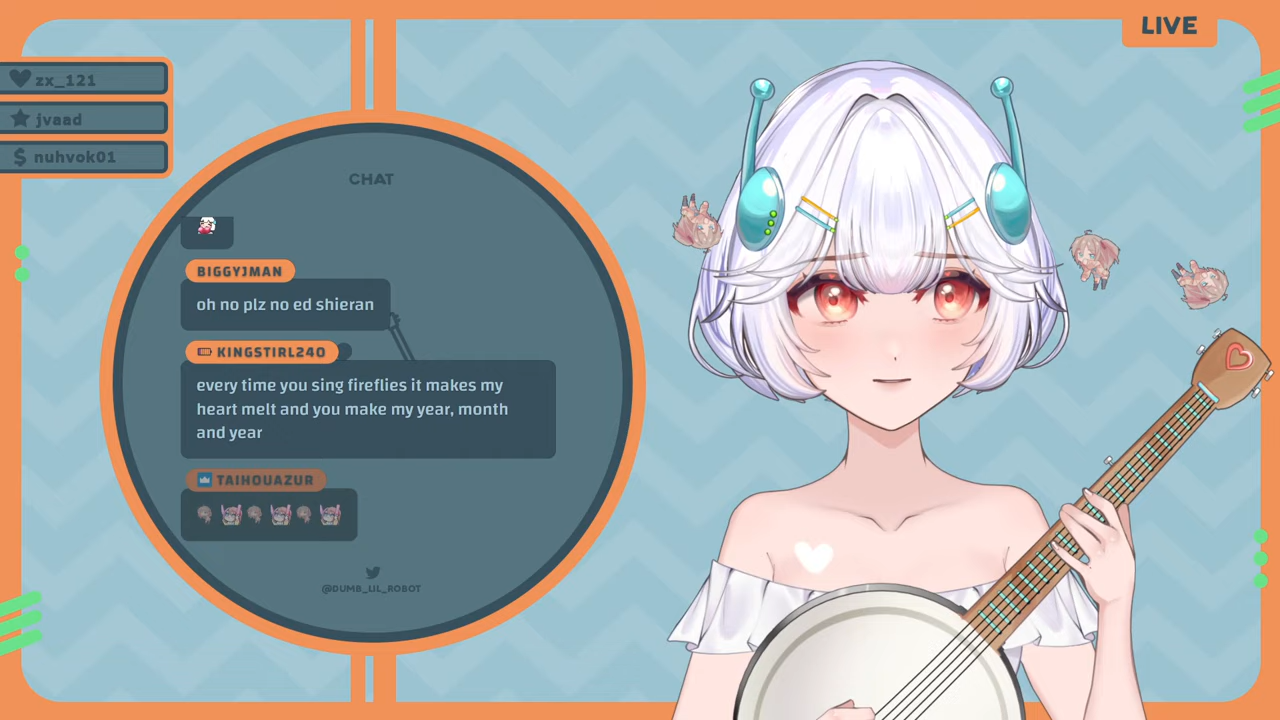 LIVE
zx_121
jvaad
$ nuhvok01
CHAT
BIGGYJMAN
oh no plz no ed shieran
KINGSTIRL240
every time you sing fireflies it makes my
heart melt and you make my year, month
and year
TAIHOUAZUR
@DUMB_LIL_ROBOT